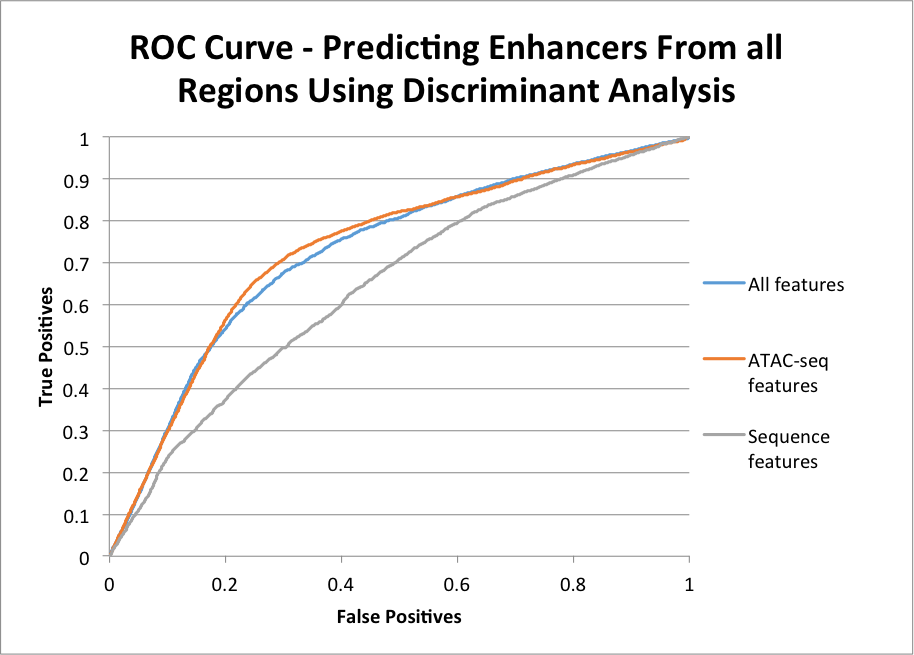 ROC Curve - Predicting Enhancers From all
Regions Using Discriminant Analysis
1
0.9
0.8
0.7
0.6
0.5
0.4
0.3
0.2
0.1
0
True Positives
0 0.2 0.4 0.6 0.8 1
False Positives
All features
ATAC-seq
features
Sequence
features